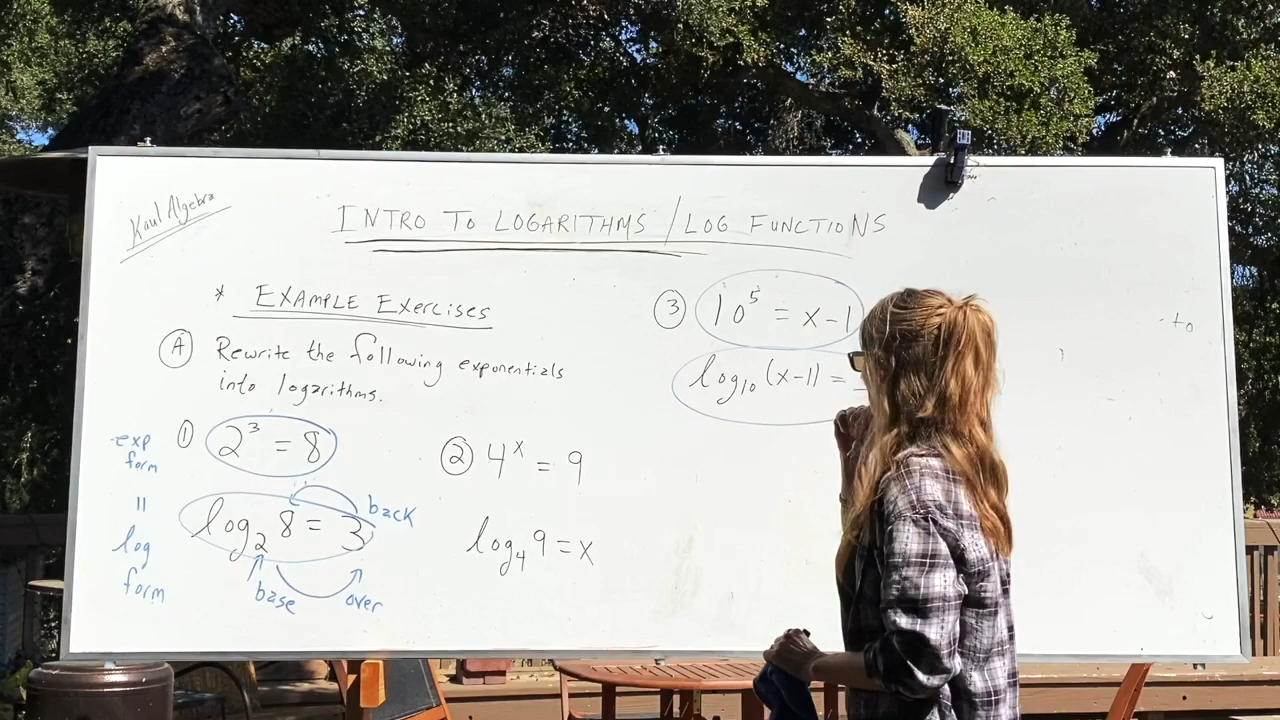 Kaul Algebra
INTRO TO LOGARITHMS / LOG FUNCTIONS
* EXAMPLE Exercises
Ⓐ Rewrite the following exponentials
into logarithms.
exp
form
=
log
form
① 2³ = 8
log₂ 8 = 3
back
base
over
② 4ˣ = 9
log₄ 9 = x
③ 10⁵ = x-1
log₁₀ (x-1) =
to